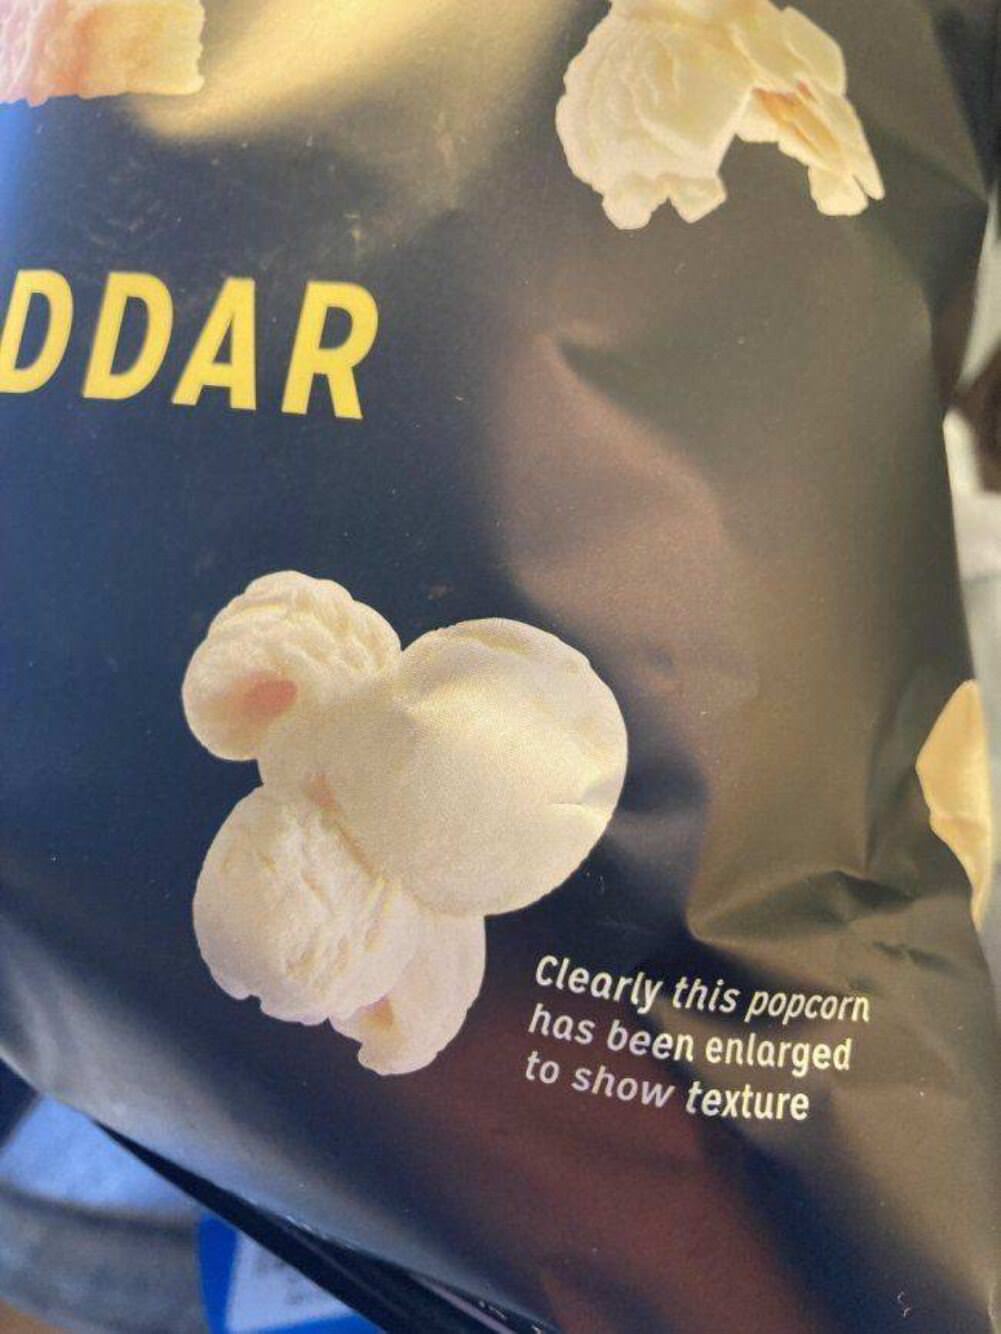 DDAR
Clearly this popcorn
has been enlarged
to show texture